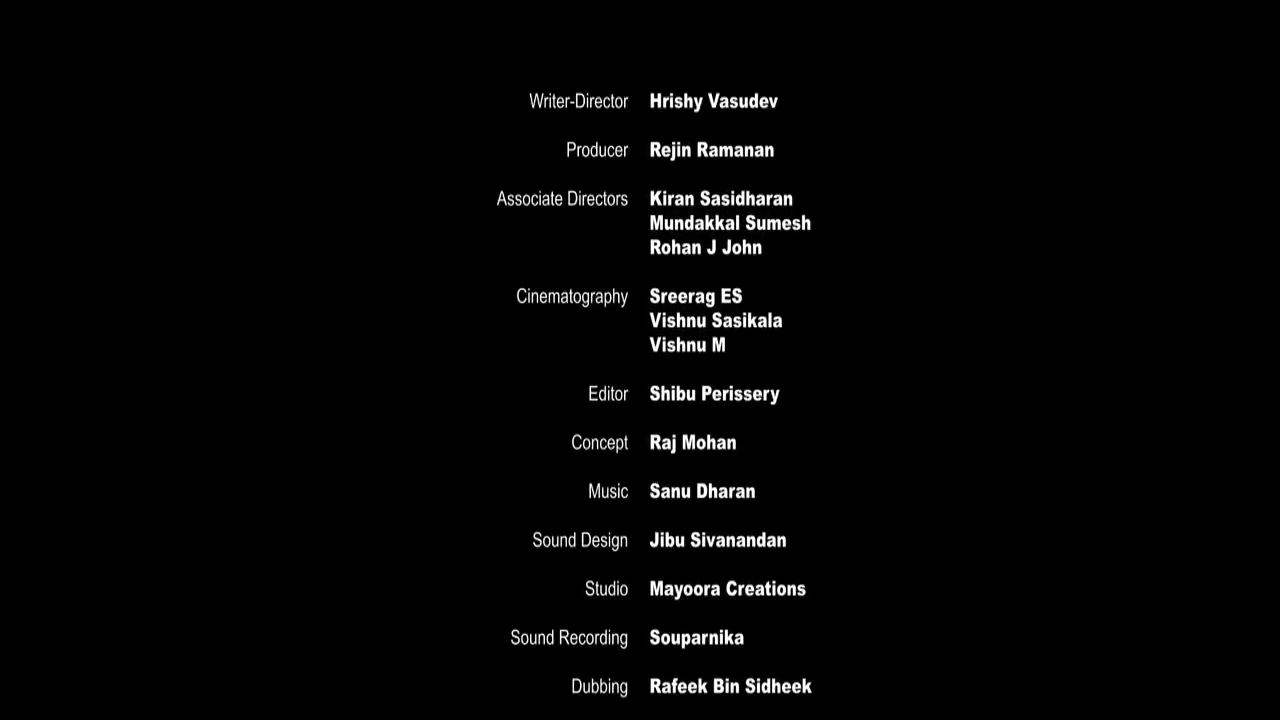 Writer-Director Hrishy Vasudev
Producer Rejin Ramanan
Associate Directors Kiran Sasidharan
Mundakkal Sumesh
Rohan J John
Cinematography Sreerag ES
Vishnu Sasikala
Vishnu M
Editor Shibu Perissery
Concept Raj Mohan
Music Sanu Dharan
Sound Design Jibu Sivanandan
Studio Mayoora Creations
Sound Recording Souparnika
Dubbing Rafeek Bin Sidheek